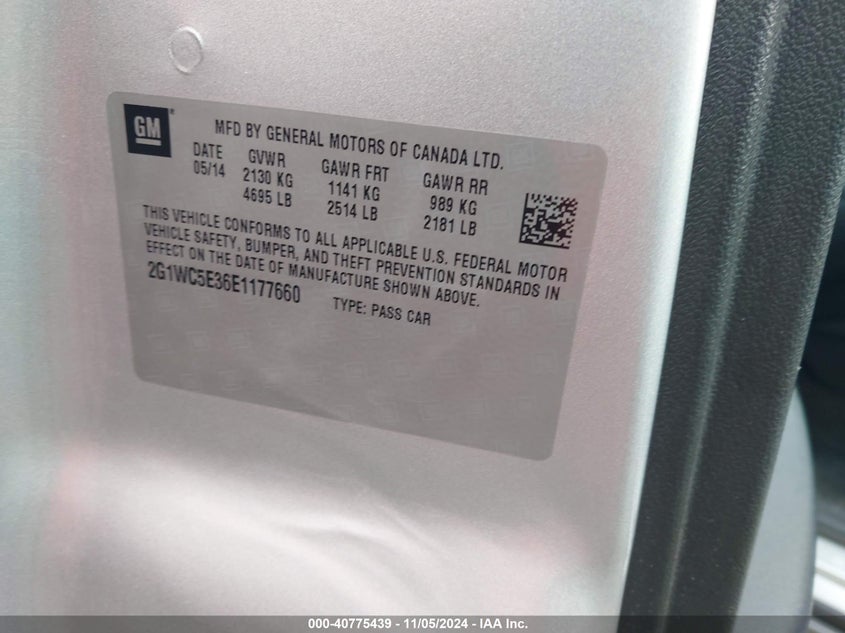 GM®
MFD BY GENERAL MOTORS OF CANADA LTD.
DATE GVWR GAWR FRT GAWR RR
05/14 2130 KG 1141 KG 989 KG
4695 LB 2514 LB 2181 LB
THIS VEHICLE CONFORMS TO ALL APPLICABLE U.S. FEDERAL MOTOR
VEHICLE SAFETY, BUMPER, AND THEFT PREVENTION STANDARDS IN
EFFECT ON THE DATE OF MANUFACTURE SHOWN ABOVE.
2G1WC5E36E1177660 TYPE: PASS CAR
000-40775439 - 11/05/2024 - IAA Inc.